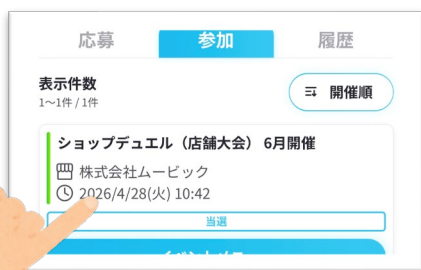 応募 参加 履歴
表示件数
1〜1件 / 1件
開催順
ショップデュエル（店舗大会） 6月開催
株式会社ムービック
2026/4/28(火) 10:42
当選